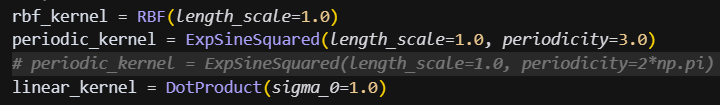 rbf_kernel = RBF(length_scale=1.0)
periodic_kernel = ExpSineSquared(length_scale=1.0, periodicity=3.0)
# periodic_kernel = ExpSineSquared(length_scale=1.0, periodicity=2*np.pi)
linear_kernel = DotProduct(sigma_0=1.0)